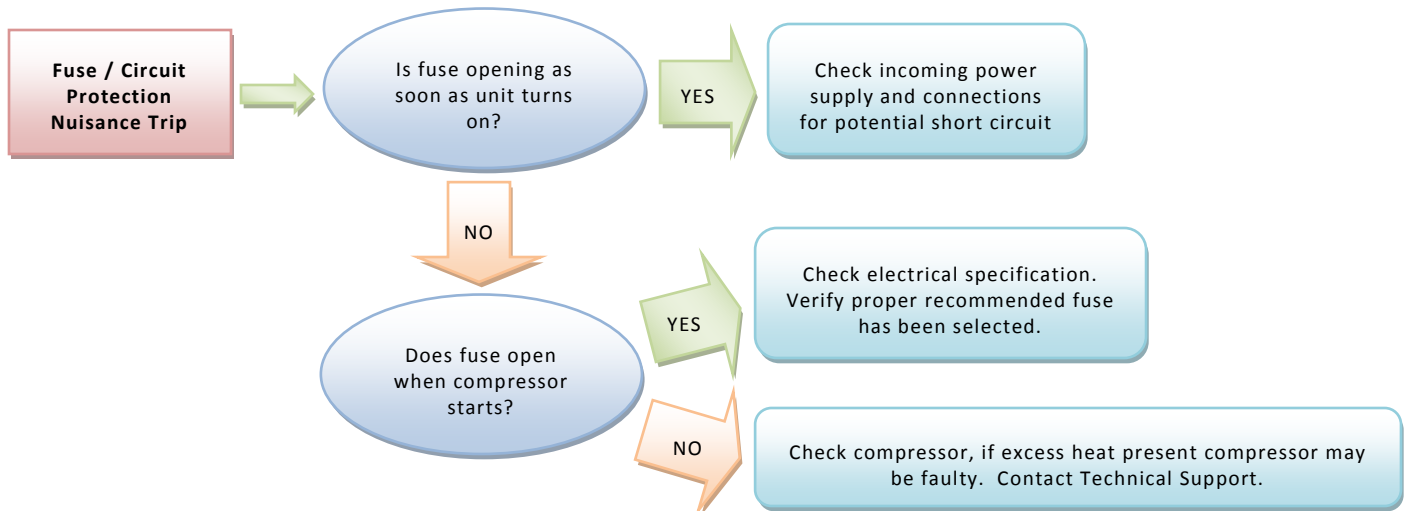 Fuse / Circuit
Protection
Nuisance Trip
Is fuse opening as
soon as unit turns
on?
YES
Check incoming power
supply and connections
for potential short circuit
NO
Does fuse open
when compressor
starts?
YES
Check electrical specification.
Verify proper recommended fuse
has been selected.
NO
Check compressor, if excess heat present compressor may
be faulty.  Contact Technical Support.